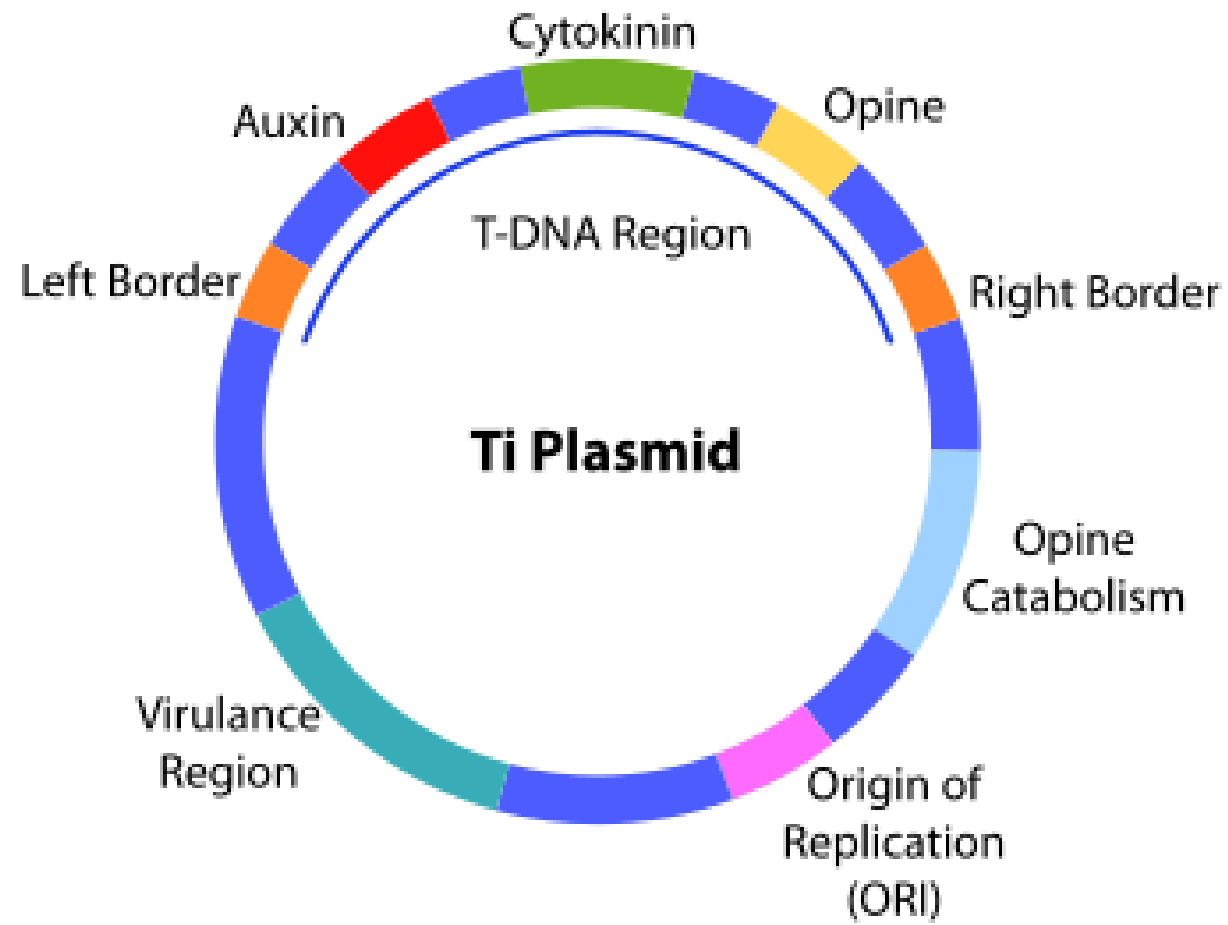 Cytokinin
Auxin
Opine
T-DNA Region
Left Border
Right Border
Ti Plasmid
Opine
Catabolism
Virulance
Region
Origin of
Replication
(ORI)